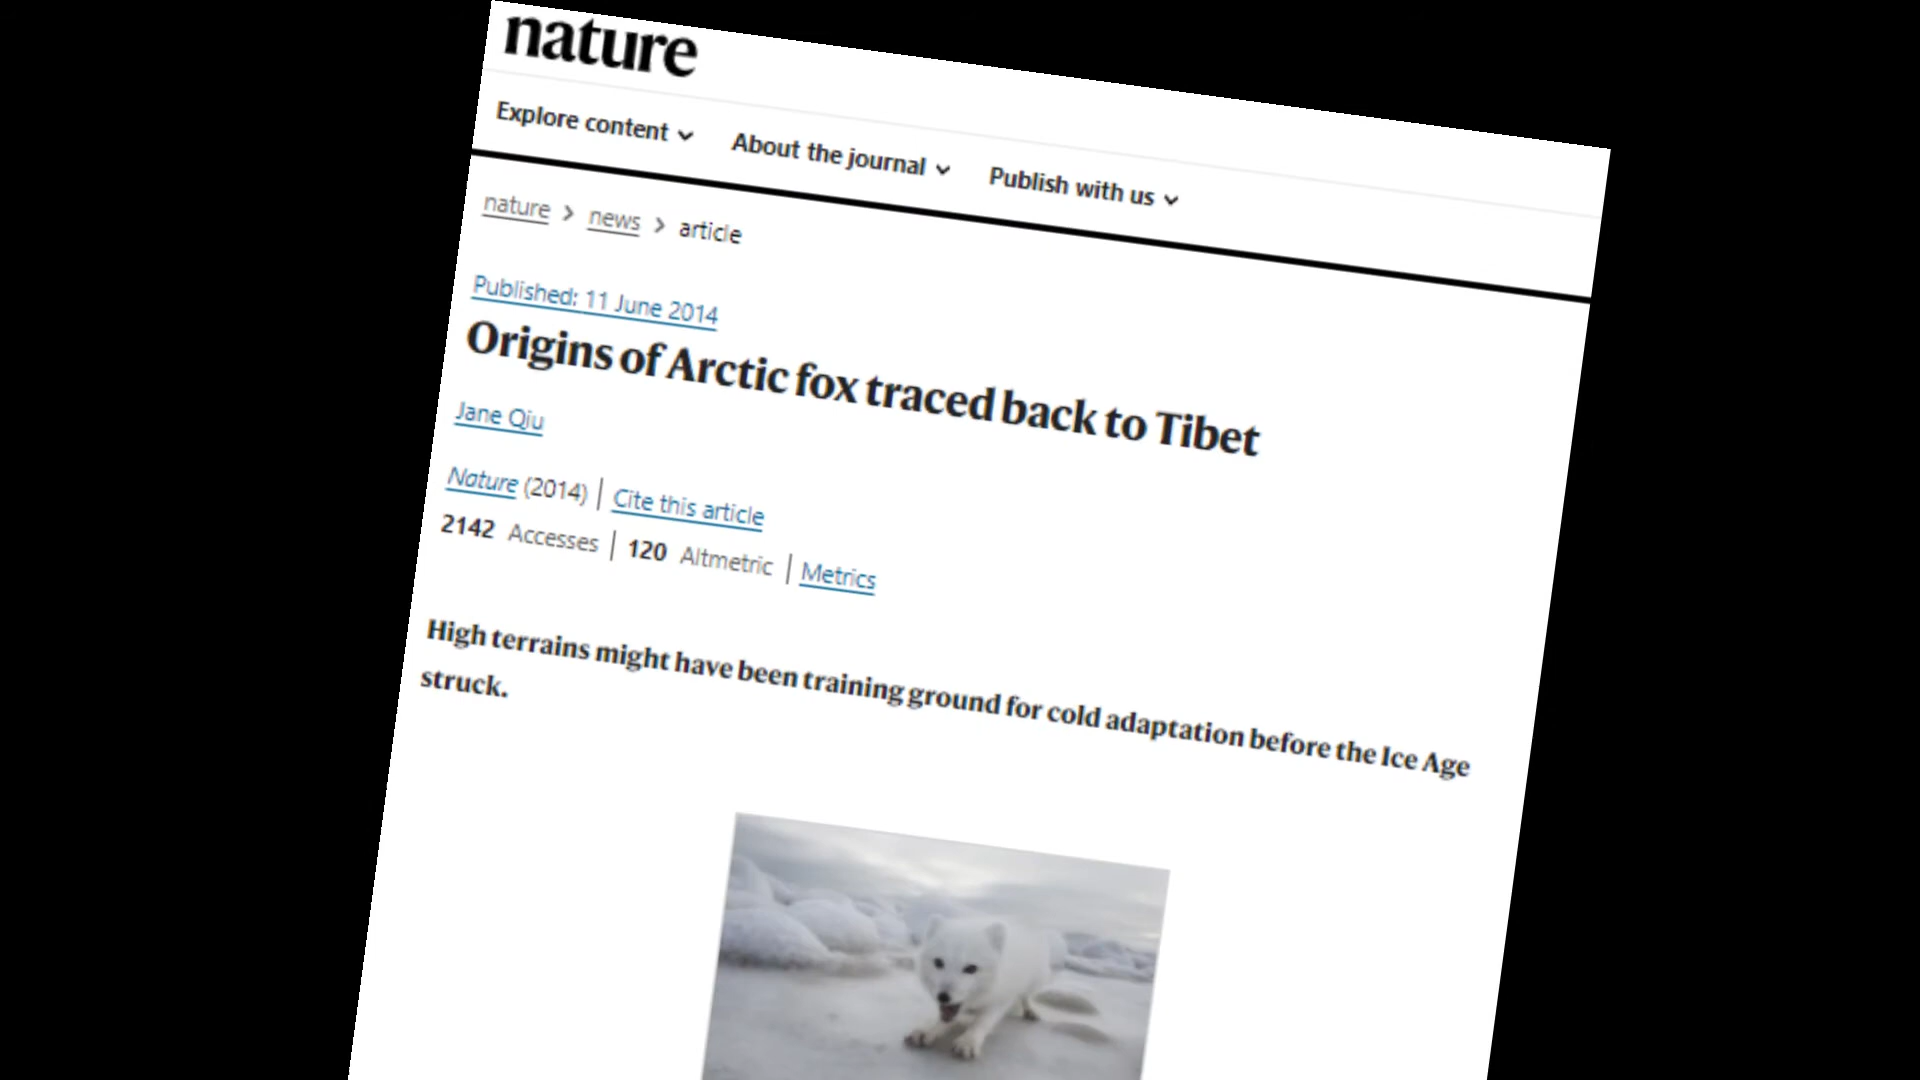 nature
Explore content About the journal Publish with us
nature > news > article
Published: 11 June 2014
Origins of Arctic fox traced back to Tibet
Jane Qiu
Nature (2014) | Cite this article
2142 Accesses | 120 Altmetric | Metrics
High terrains might have been training ground for cold adaptation before the Ice Age
struck.